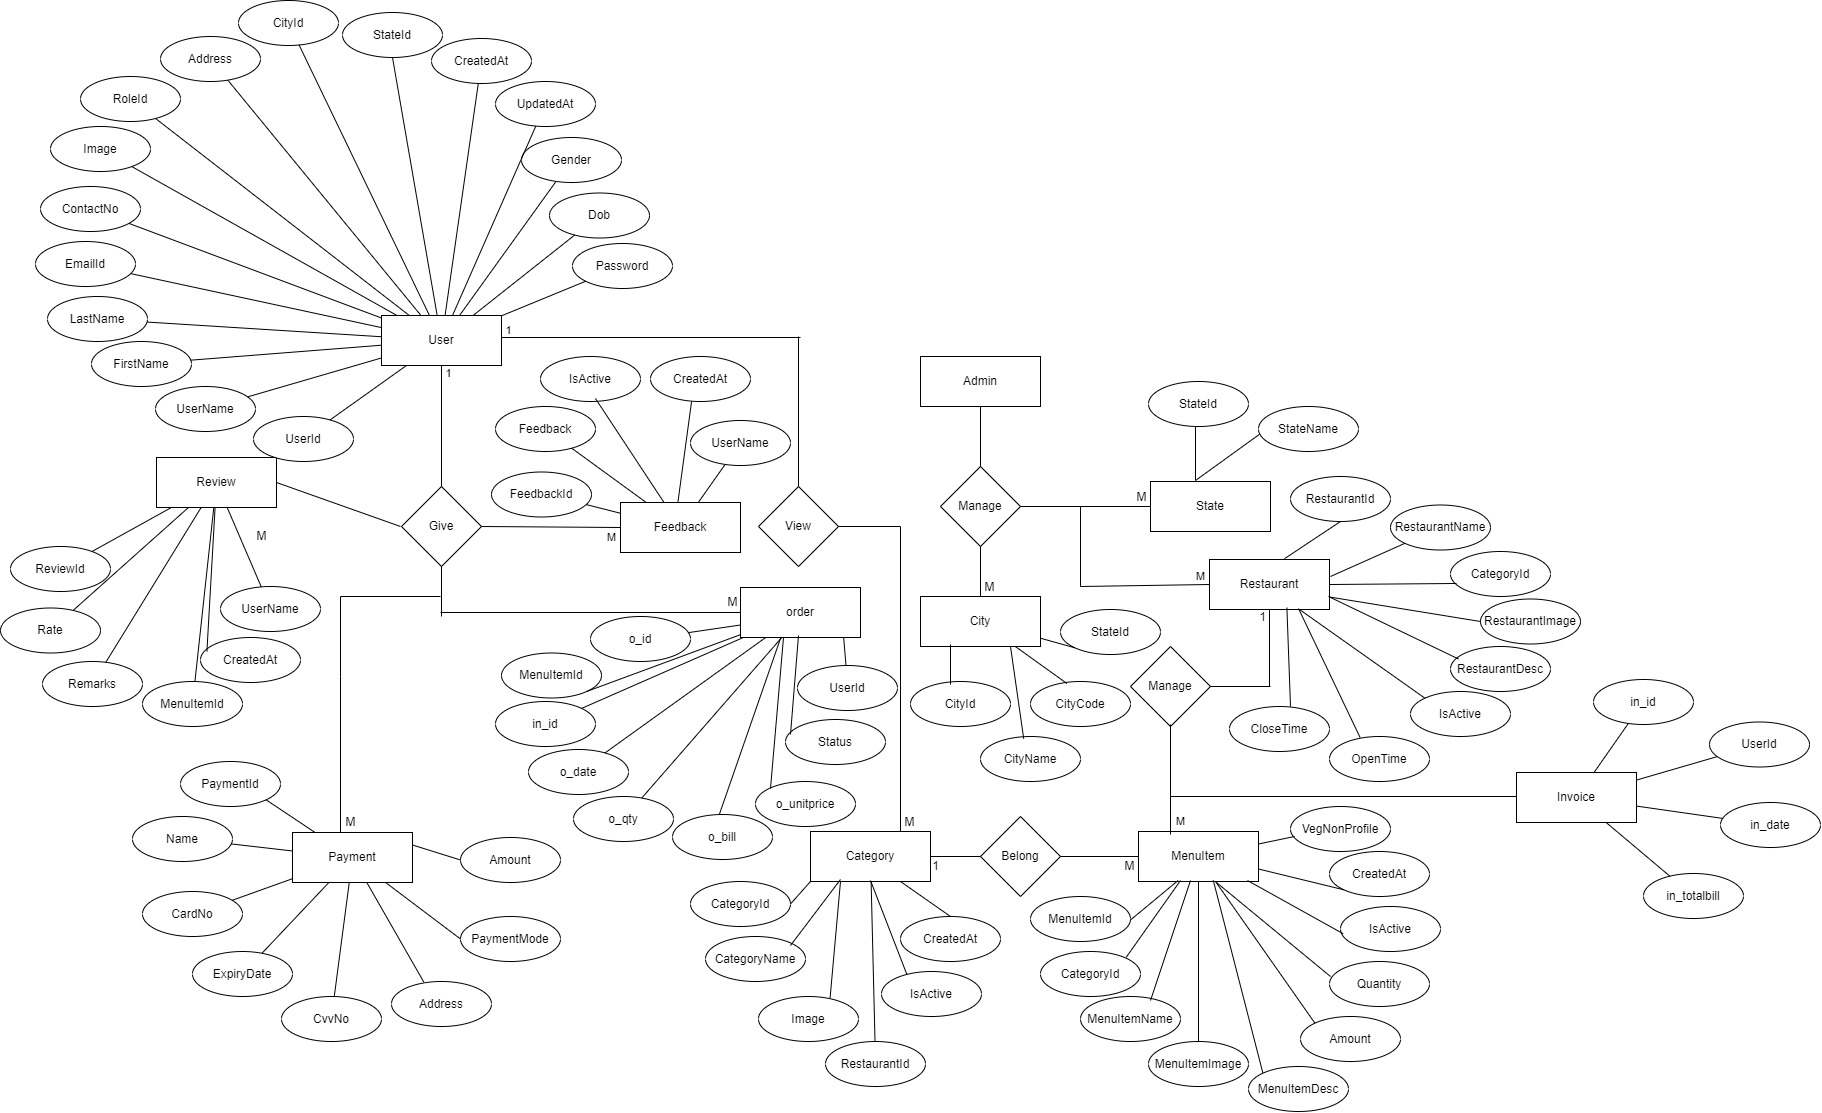 CityId
StateId
Address
CreatedAt
RoleId
UpdatedAt
Image
Gender
ContactNo
Dob
EmailId
Password
LastName
User
1
1
FirstName
UserName
UserId
IsActive
CreatedAt
Feedback
UserName
FeedbackId
Admin
StateId
StateName
Review
Give
Feedback
M
View
Manage
M
State
RestaurantId
RestaurantName
M
ReviewId
UserName
Rate
CreatedAt
Remarks
MenuItemId
M
order
M
City
M
Restaurant
1
CategoryId
RestaurantImage
RestaurantDesc
IsActive
OpenTime
CloseTime
o_id
MenuItemId
in_id
o_date
o_qty
o_bill
o_unitprice
Status
UserId
StateId
CityId
CityCode
CityName
Manage
in_id
UserId
Invoice
in_date
in_totalbill
PaymentId
Name
M
Payment
Amount
CardNo
PaymentMode
ExpiryDate
CvvNo
Address
M
Category
1
Belong
M
M
MenuItem
VegNonProfile
CreatedAt
IsActive
Quantity
Amount
MenuItemDesc
MenuItemImage
MenuItemName
CategoryId
MenuItemId
CategoryId
CategoryName
Image
RestaurantId
IsActive
CreatedAt